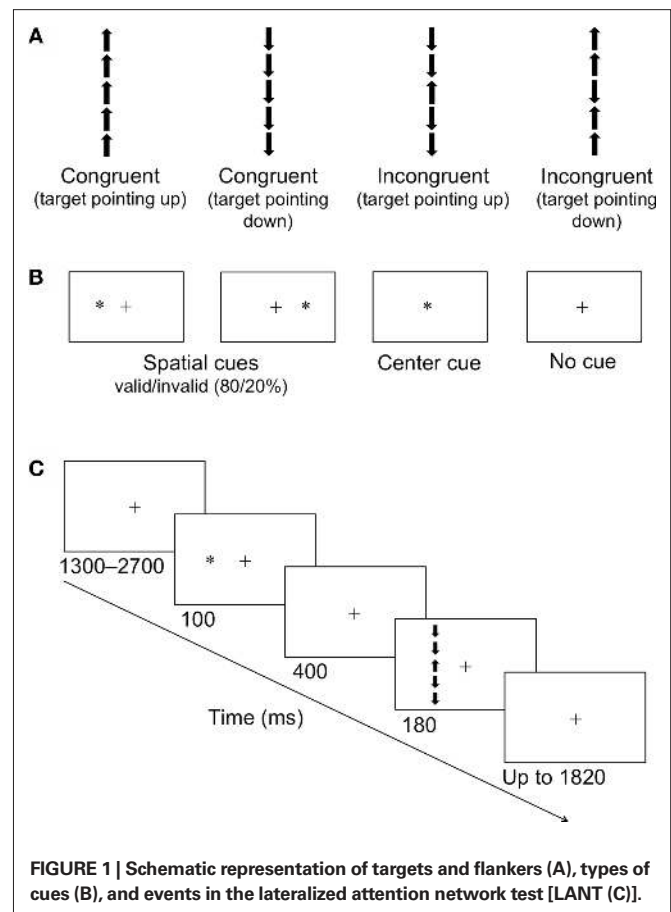 A
Congruent
(target pointing up)
Congruent
(target pointing
down)
Incongruent
(target pointing up)
Incongruent
(target pointing
down)
B
* +
+ *
*
+
Spatial cues
valid/invalid (80/20%)
Center cue
No cue
C
+
1300–2700
* +
100
+
400
+
180
+
Up to 1820
Time (ms)
FIGURE 1 | Schematic representation of targets and flankers (A), types of
cues (B), and events in the lateralized attention network test [LANT (C)].